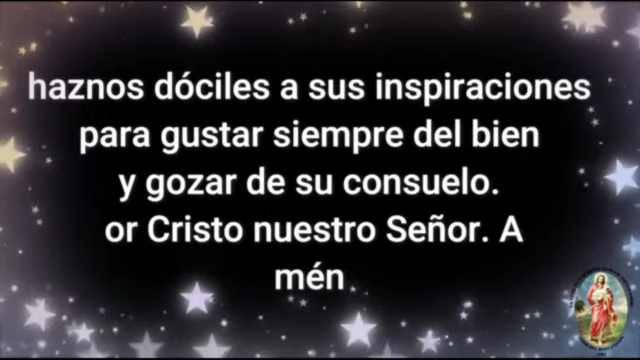 haznos dóciles a sus inspiraciones
para gustar siempre del bien
y gozar de su consuelo.
or Cristo nuestro Señor. A
mén